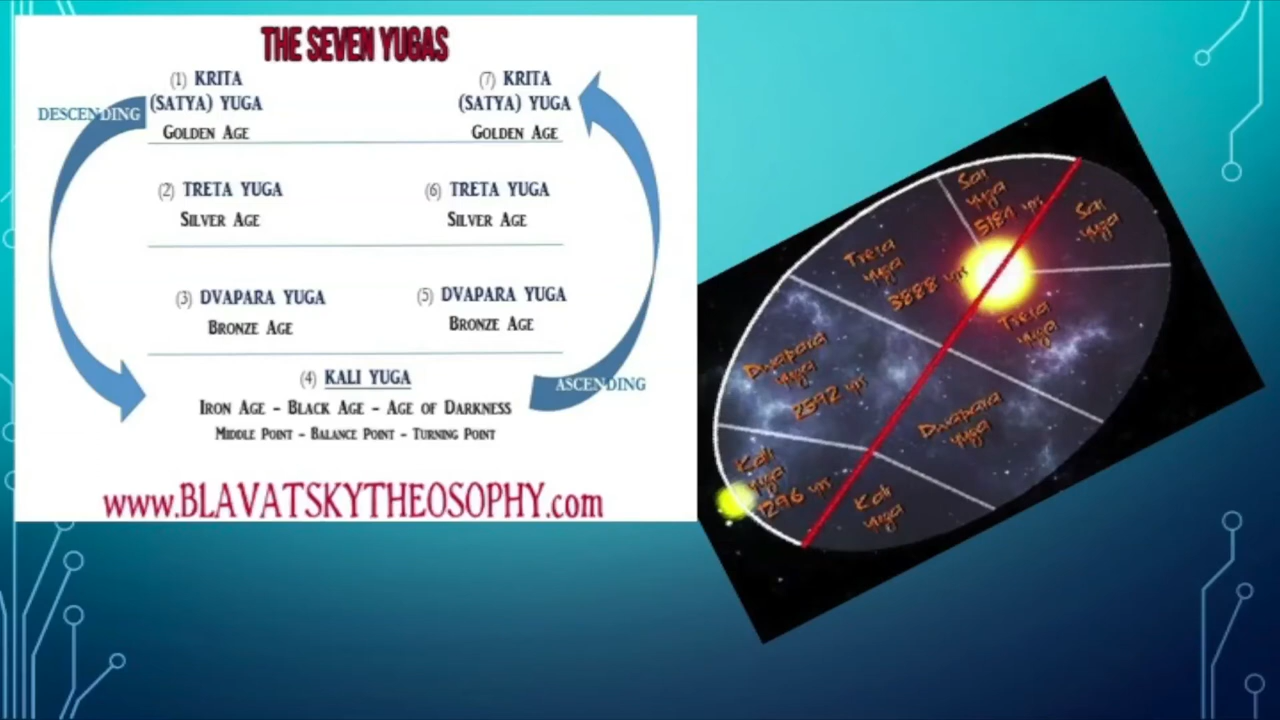 THE SEVEN YUGAS
DESCENDING
(1) KRITA
(SATYA) YUGA
GOLDEN AGE
(7) KRITA
(SATYA) YUGA
GOLDEN AGE
(2) TRETA YUGA
SILVER AGE
(6) TRETA YUGA
SILVER AGE
(3) DVAPARA YUGA
BRONZE AGE
(5) DVAPARA YUGA
BRONZE AGE
(4) KALI YUGA
IRON AGE - BLACK AGE - AGE OF DARKNESS
MIDDLE POINT - BALANCE POINT - TURNING POINT
ASCENDING
www.BLAVATSKYTHEOSOPHY.com
Sat
yuga
5184 yrs
Sat
yuga
Treta
yuga
3888 yrs
Treta
yuga
Dwapara
yuga
2592 yrs
Dwapara
yuga
Kali
yuga
1296 yrs
Kali
yuga